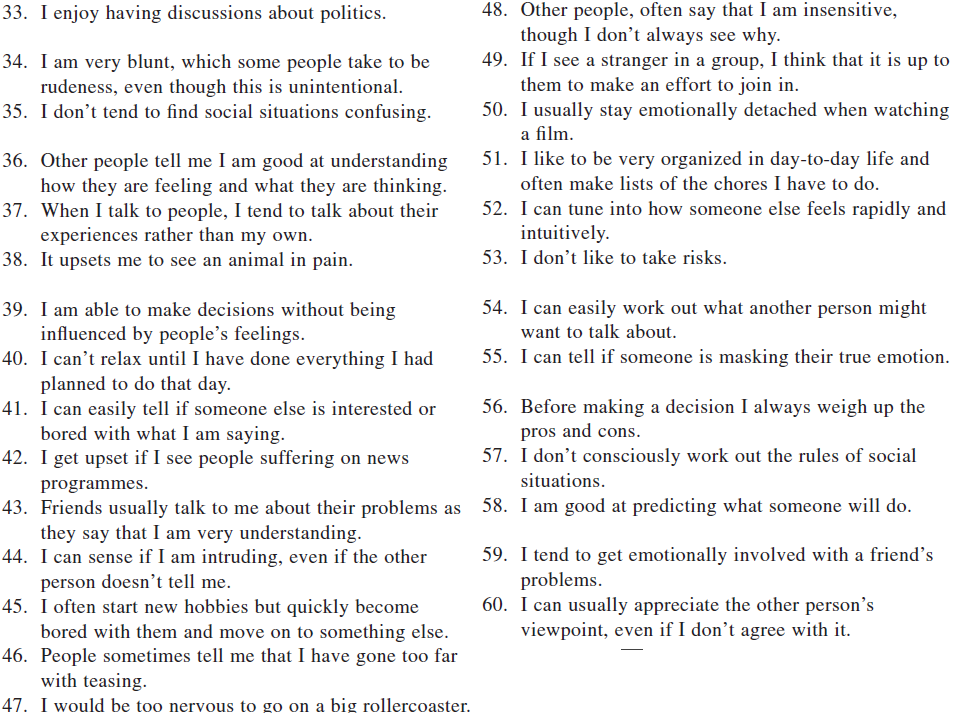 33. I enjoy having discussions about politics.
34. I am very blunt, which some people take to be
rudeness, even though this is unintentional.
35. I don't tend to find social situations confusing.
36. Other people tell me I am good at understanding
how they are feeling and what they are thinking.
37. When I talk to people, I tend to talk about their
experiences rather than my own.
38. It upsets me to see an animal in pain.
39. I am able to make decisions without being
influenced by people's feelings.
40. I can't relax until I have done everything I had
planned to do that day.
41. I can easily tell if someone else is interested or
bored with what I am saying.
42. I get upset if I see people suffering on news
programmes.
43. Friends usually talk to me about their problems as
they say that I am very understanding.
44. I can sense if I am intruding, even if the other
person doesn't tell me.
45. I often start new hobbies but quickly become
bored with them and move on to something else.
46. People sometimes tell me that I have gone too far
with teasing.
47. I would be too nervous to go on a big rollercoaster.
48. Other people, often say that I am insensitive,
though I don't always see why.
49. If I see a stranger in a group, I think that it is up to
them to make an effort to join in.
50. I usually stay emotionally detached when watching
a film.
51. I like to be very organized in day-to-day life and
often make lists of the chores I have to do.
52. I can tune into how someone else feels rapidly and
intuitively.
53. I don't like to take risks.
54. I can easily work out what another person might
want to talk about.
55. I can tell if someone is masking their true emotion.
56. Before making a decision I always weigh up the
pros and cons.
57. I don't consciously work out the rules of social
situations.
58. I am good at predicting what someone will do.
59. I tend to get emotionally involved with a friend's
problems.
60. I can usually appreciate the other person's
viewpoint, even if I don't agree with it.